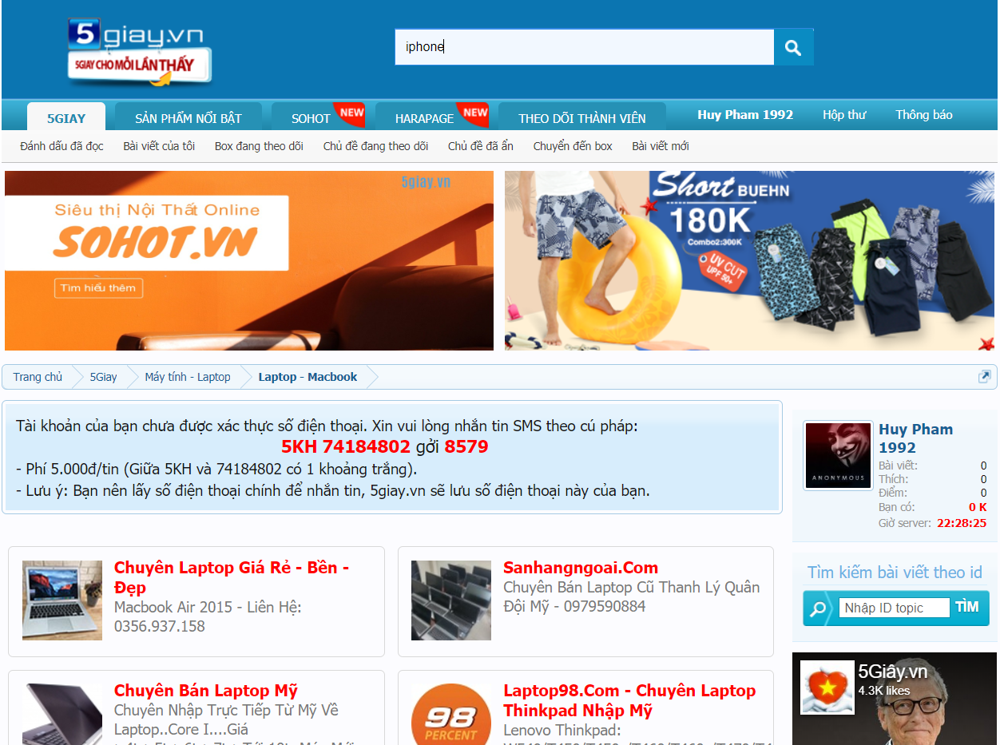 5giay.vn
5GIAY CHO MỖI LẦN THẤY
iphone
5GIAY
SẢN PHẨM NỔI BẬT
SOHOT
NEW
HARAPAGE
NEW
THEO DÕI THÀNH VIÊN
Huy Pham 1992
Hộp thư
Thông báo
Đánh dấu đã đọc
Bài viết của tôi
Box đang theo dõi
Chủ đề đang theo dõi
Chủ đề đã ẩn
Chuyển đến box
Bài viết mới
5giay.vn
Siêu thị Nội Thất Online
SOHOT.VN
Tìm hiểu thêm
Short BUEHN
180K
Combo2:300K
UV CUT
UPF 50+
Trang chủ
5Giay
Máy tính - Laptop
Laptop - Macbook
Tài khoản của bạn chưa được xác thực số điện thoại. Xin vui lòng nhắn tin SMS theo cú pháp:
5KH 74184802 gởi 8579
- Phí 5.000đ/tin (Giữa 5KH và 74184802 có 1 khoảng trắng).
- Lưu ý: Bạn nên lấy số điện thoại chính để nhắn tin, 5giay.vn sẽ lưu số điện thoại này của bạn.
ANONYMOUS
Huy Pham
1992
Bài viết: 0
Thích: 0
Điểm: 0
Bạn có: 0 K
Giờ server: 22:28:25
Chuyên Laptop Giá Rẻ - Bền -
Đẹp
Macbook Air 2015 - Liên Hệ:
0356.937.158
Sanhangngoai.Com
Chuyên Bán Laptop Cũ Thanh Lý Quân
Đội Mỹ - 0979590884
Tìm kiếm bài viết theo id
Nhập ID topic
TÌM
5Giây.vn
4.3K likes
Chuyên Bán Laptop Mỹ
Chuyên Nhập Trực Tiếp Từ Mỹ Về
Laptop..Core I....Giá
98
PERCENT
Laptop98.Com - Chuyên Laptop
Thinkpad Nhập Mỹ
Lenovo Thinkpad: